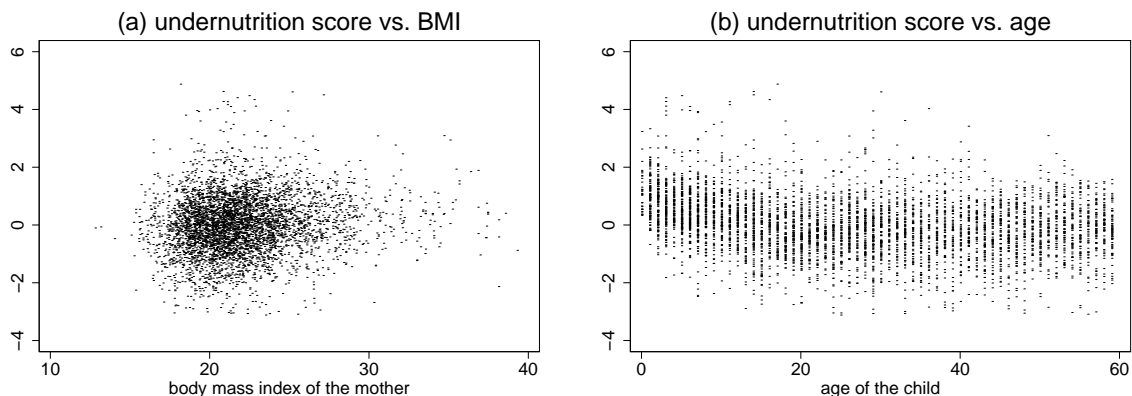 (a) undernutrition score vs. BMI
6
4
2
0
−2
−4
10 20 30 40
body mass index of the mother
(b) undernutrition score vs. age
6
4
2
0
−2
−4
0 20 40 60
age of the child